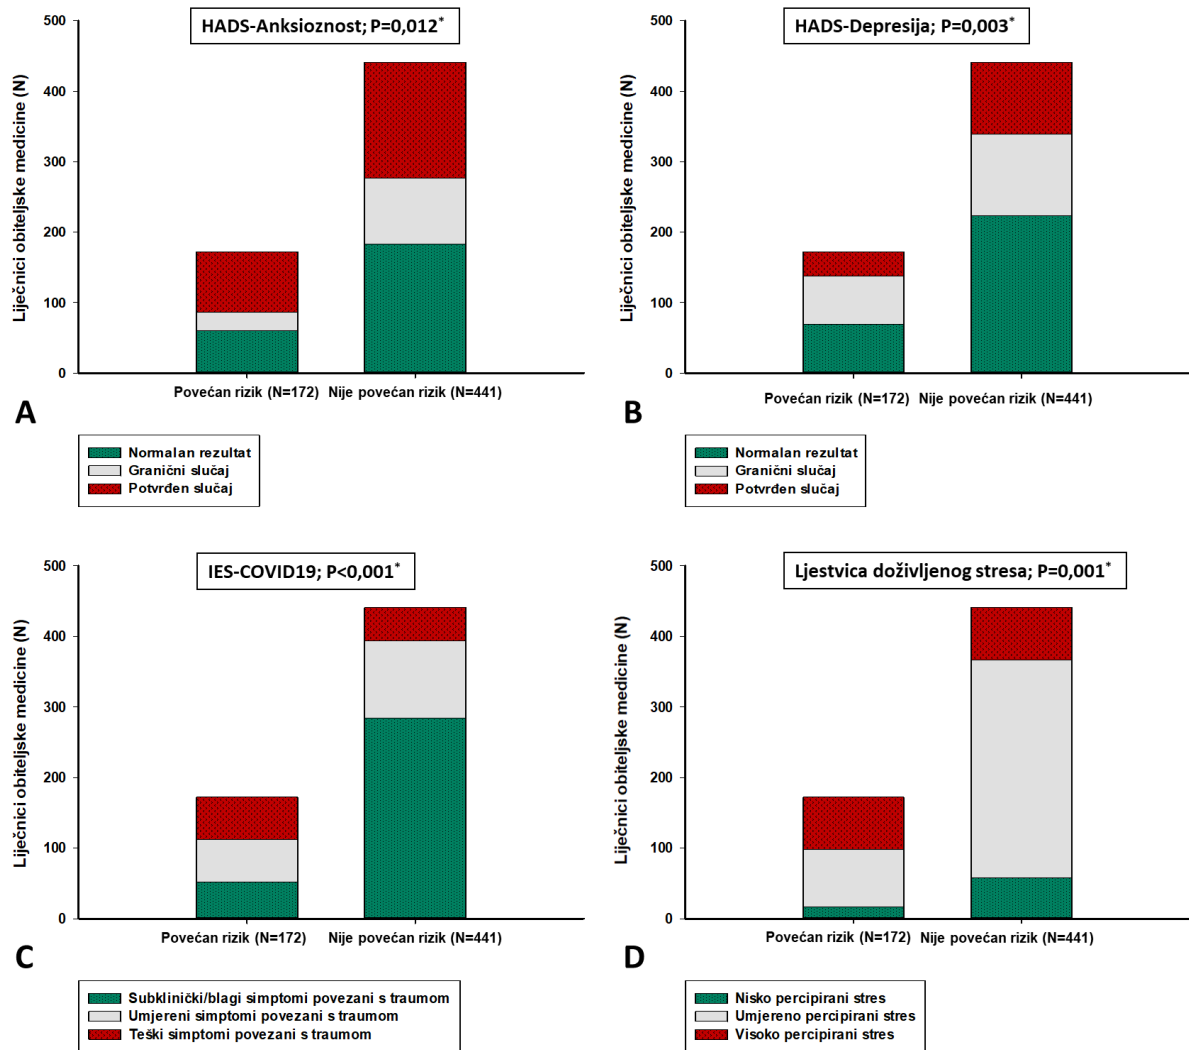 HADS-Anksioznost; P=0,012*
Liječnici obiteljske medicine (N)
500
400
300
200
100
0
Povećan rizik (N=172) Nije povećan rizik (N=441)
A
Normalan rezultat
Granični slučaj
Potvrđen slučaj
HADS-Depresija; P=0,003*
Liječnici obiteljske medicine (N)
500
400
300
200
100
0
Povećan rizik (N=172) Nije povećan rizik (N=441)
B
Normalan rezultat
Granični slučaj
Potvrđen slučaj
IES-COVID19; P<0,001*
Liječnici obiteljske medicine (N)
500
400
300
200
100
0
Povećan rizik (N=172) Nije povećan rizik (N=441)
C
Subklinički/blagi simptomi povezani s traumom
Umjereni simptomi povezani s traumom
Teški simptomi povezani s traumom
Ljestvica doživljenog stresa; P=0,001*
Liječnici obiteljske medicine (N)
500
400
300
200
100
0
Povećan rizik (N=172) Nije povećan rizik (N=441)
D
Nisko percipirani stres
Umjereno percipirani stres
Visoko percipirani stres